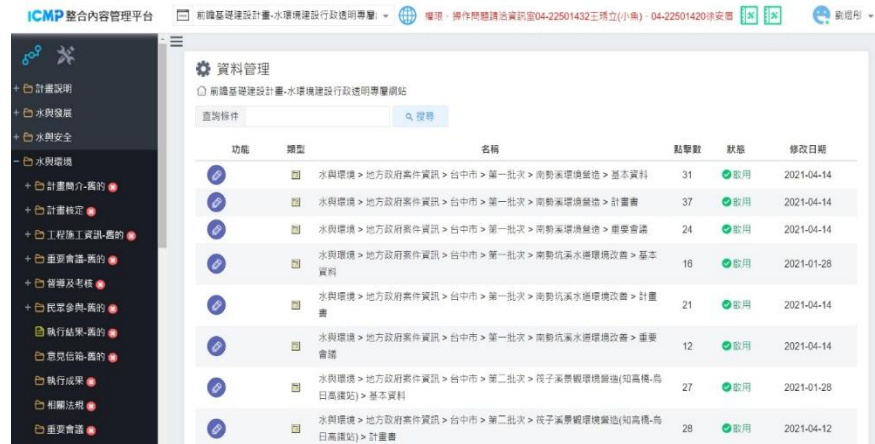 ICMP 整合內容管理平台
前瞻基礎建設計畫-水環境建設行政透明專屬
權限、操作問題請洽資訊室04-22501432王琇立(小魚)、04-22501420徐安
劉
+ 計畫說明
+ 水與發展
+ 水與安全
- 水與環境
+ 計畫簡介-舊的
+ 計畫核定
+ 工程施工資訊-舊的
+ 重要會議-舊的
+ 督導及考核
+ 民眾參與-舊的
執行結果-舊的
意見信箱-舊的
執行成果
相關法規
重要會議
資料管理
前瞻基礎建設計畫-水環境建設行政透明專屬網站
查詢條件 搜尋
功能 類型 名稱 點擊數 狀態 修改日期
水與環境 > 地方政府案件資訊 > 台中市 > 第一批次 > 南勢溪環境營造 > 基本資料 31 啟用 2021-04-14
水與環境 > 地方政府案件資訊 > 台中市 > 第一批次 > 南勢溪環境營造 > 計畫書 37 啟用 2021-04-14
水與環境 > 地方政府案件資訊 > 台中市 > 第一批次 > 南勢溪環境營造 > 重要會議 24 啟用 2021-04-14
水與環境 > 地方政府案件資訊 > 台中市 > 第一批次 > 南勢坑溪水道環境改善 > 基本
資料 16 啟用 2021-01-28
水與環境 > 地方政府案件資訊 > 台中市 > 第一批次 > 南勢坑溪水道環境改善 > 計畫
書 21 啟用 2021-04-14
水與環境 > 地方政府案件資訊 > 台中市 > 第一批次 > 南勢坑溪水道環境改善 > 重要
會議 12 啟用 2021-04-14
水與環境 > 地方政府案件資訊 > 台中市 > 第二批次 > 筏子溪景觀環境營造(知高橋-烏
日高鐵站) > 基本資料 27 啟用 2021-01-28
水與環境 > 地方政府案件資訊 > 台中市 > 第二批次 > 筏子溪景觀環境營造(知高橋-烏
日高鐵站) > 計畫書 28 啟用 2021-04-12